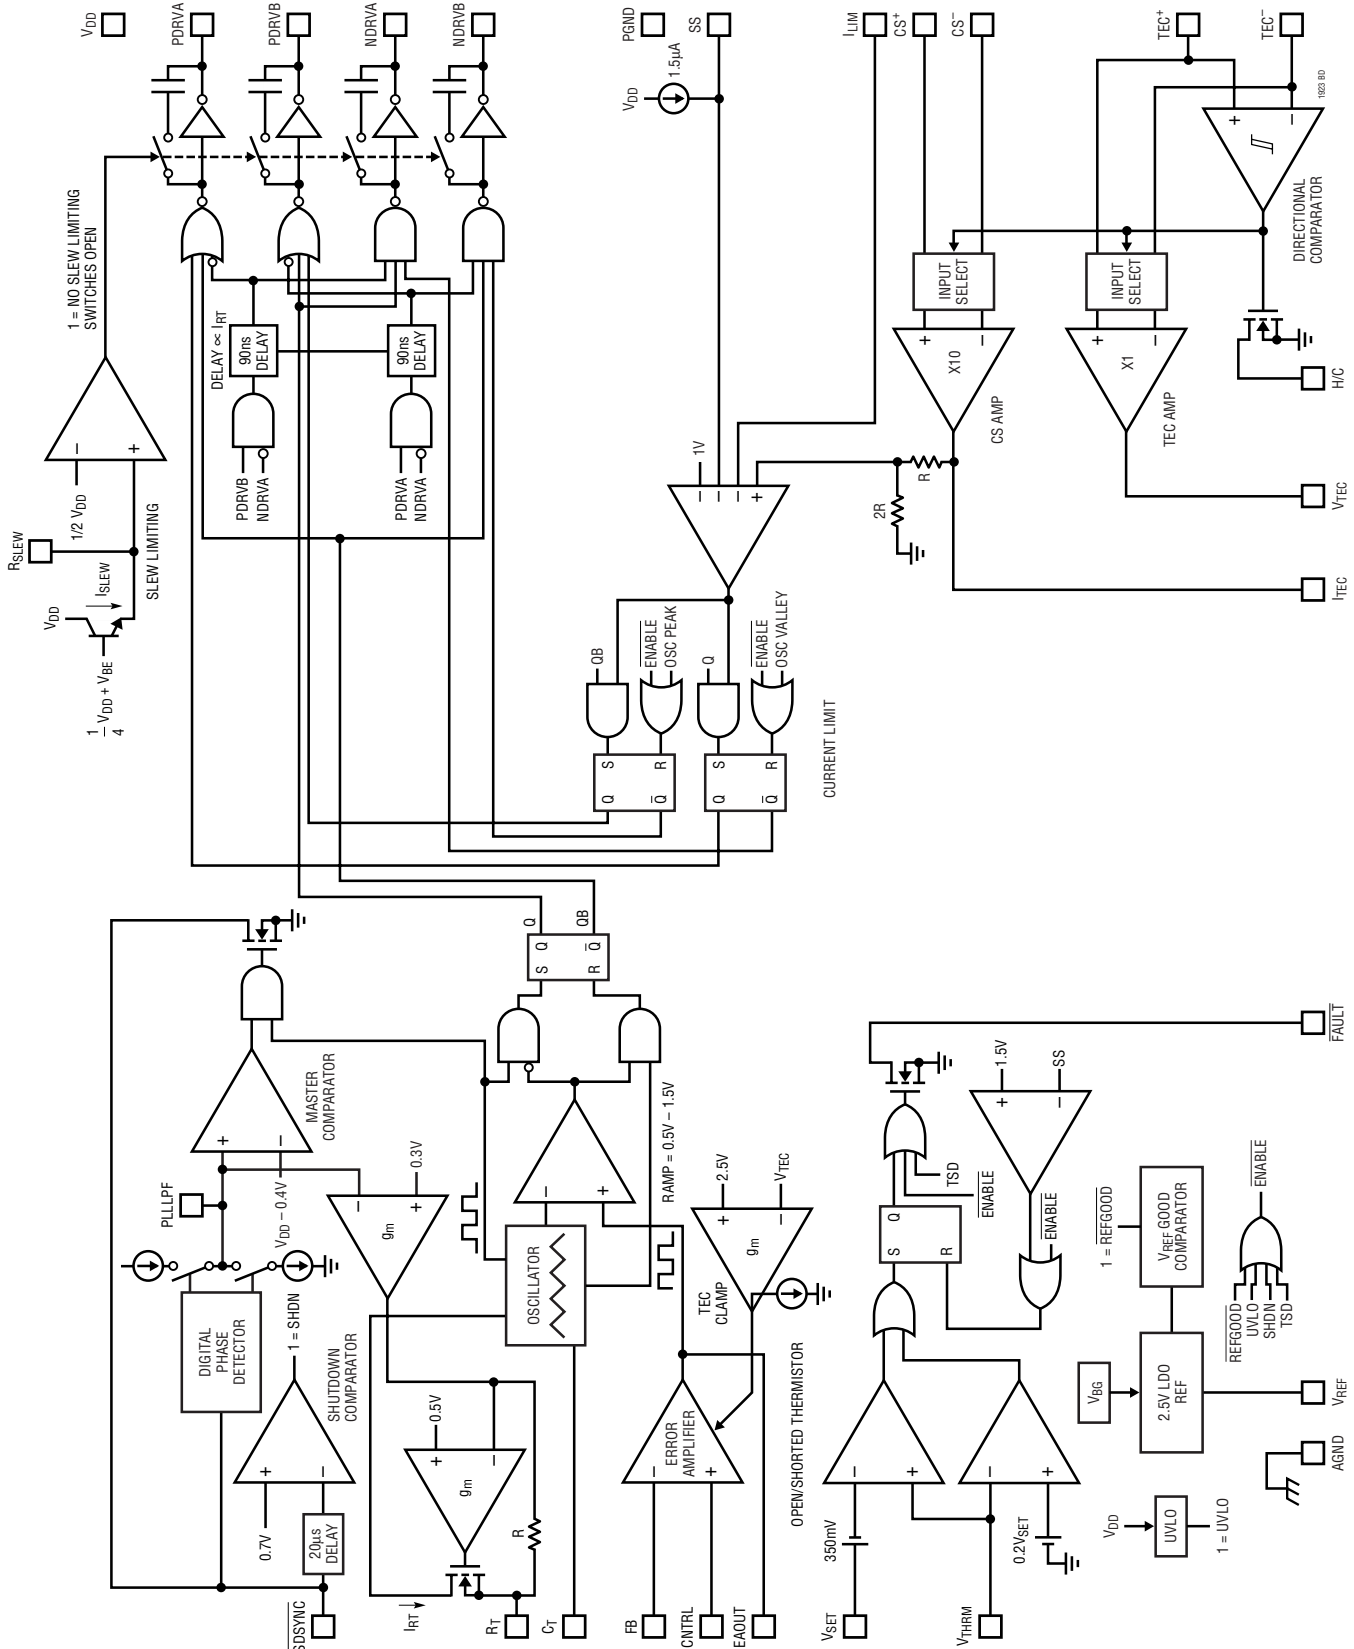 VDD
PDRVA
PDRVB
NDRVA
NDRVB
PGND
SS
ILIM
CS+
CS−
TEC+
TEC−
1923 BD
VDD
1.5µA
1 = NO SLEW LIMITING
SWITCHES OPEN
DELAY ∝ IRT
90ns
DELAY
90ns
DELAY
PDRVB
NDRVA
PDRVA
NDRVA
−
+
1/2 VDD
RSLEW
SLEW LIMITING
ISLEW
VDD
1/4 VDD + VBE
1V
−
−
−
+
2R
R
INPUT
SELECT
INPUT
SELECT
+
−
X10
CS AMP
+
−
X1
TEC AMP
+
−
DIRECTIONAL
COMPARATOR
H/C
VTEC
ITEC
QB
ENABLE
OSC PEAK
Q
ENABLE
OSC VALLEY
S
R
Q
Q
S
R
Q
Q
CURRENT LIMIT
Q
QB
S
Q
R
Q
MASTER
COMPARATOR
+
−
PLLLPF
VDD − 0.4V
0.3V
−
+
gm
DIGITAL
PHASE
DETECTOR
1 = SHDN
SHUTDOWN
COMPARATOR
+
−
0.7V
20µs
DELAY
SDSYNC
0.5V
+
−
gm
R
IRT
RT
CT
OSCILLATOR
−
+
RAMP = 0.5V − 1.5V
2.5V
VTEC
+
−
gm
TEC
CLAMP
ERROR
AMPLIFIER
−
+
FB
CNTRL
EAOUT
OPEN/SHORTED THERMISTOR
−
+
350mV
VSET
−
+
0.2VSET
VTHRM
FAULT
1.5V
SS
+
−
TSD
ENABLE
ENABLE
S
Q
R
1 = REFGOOD
VREF GOOD
COMPARATOR
ENABLE
REFGOOD
UVLO
SHDN
TSD
VBG
2.5V LDO
REF
VREF
AGND
VDD
UVLO
1 = UVLO